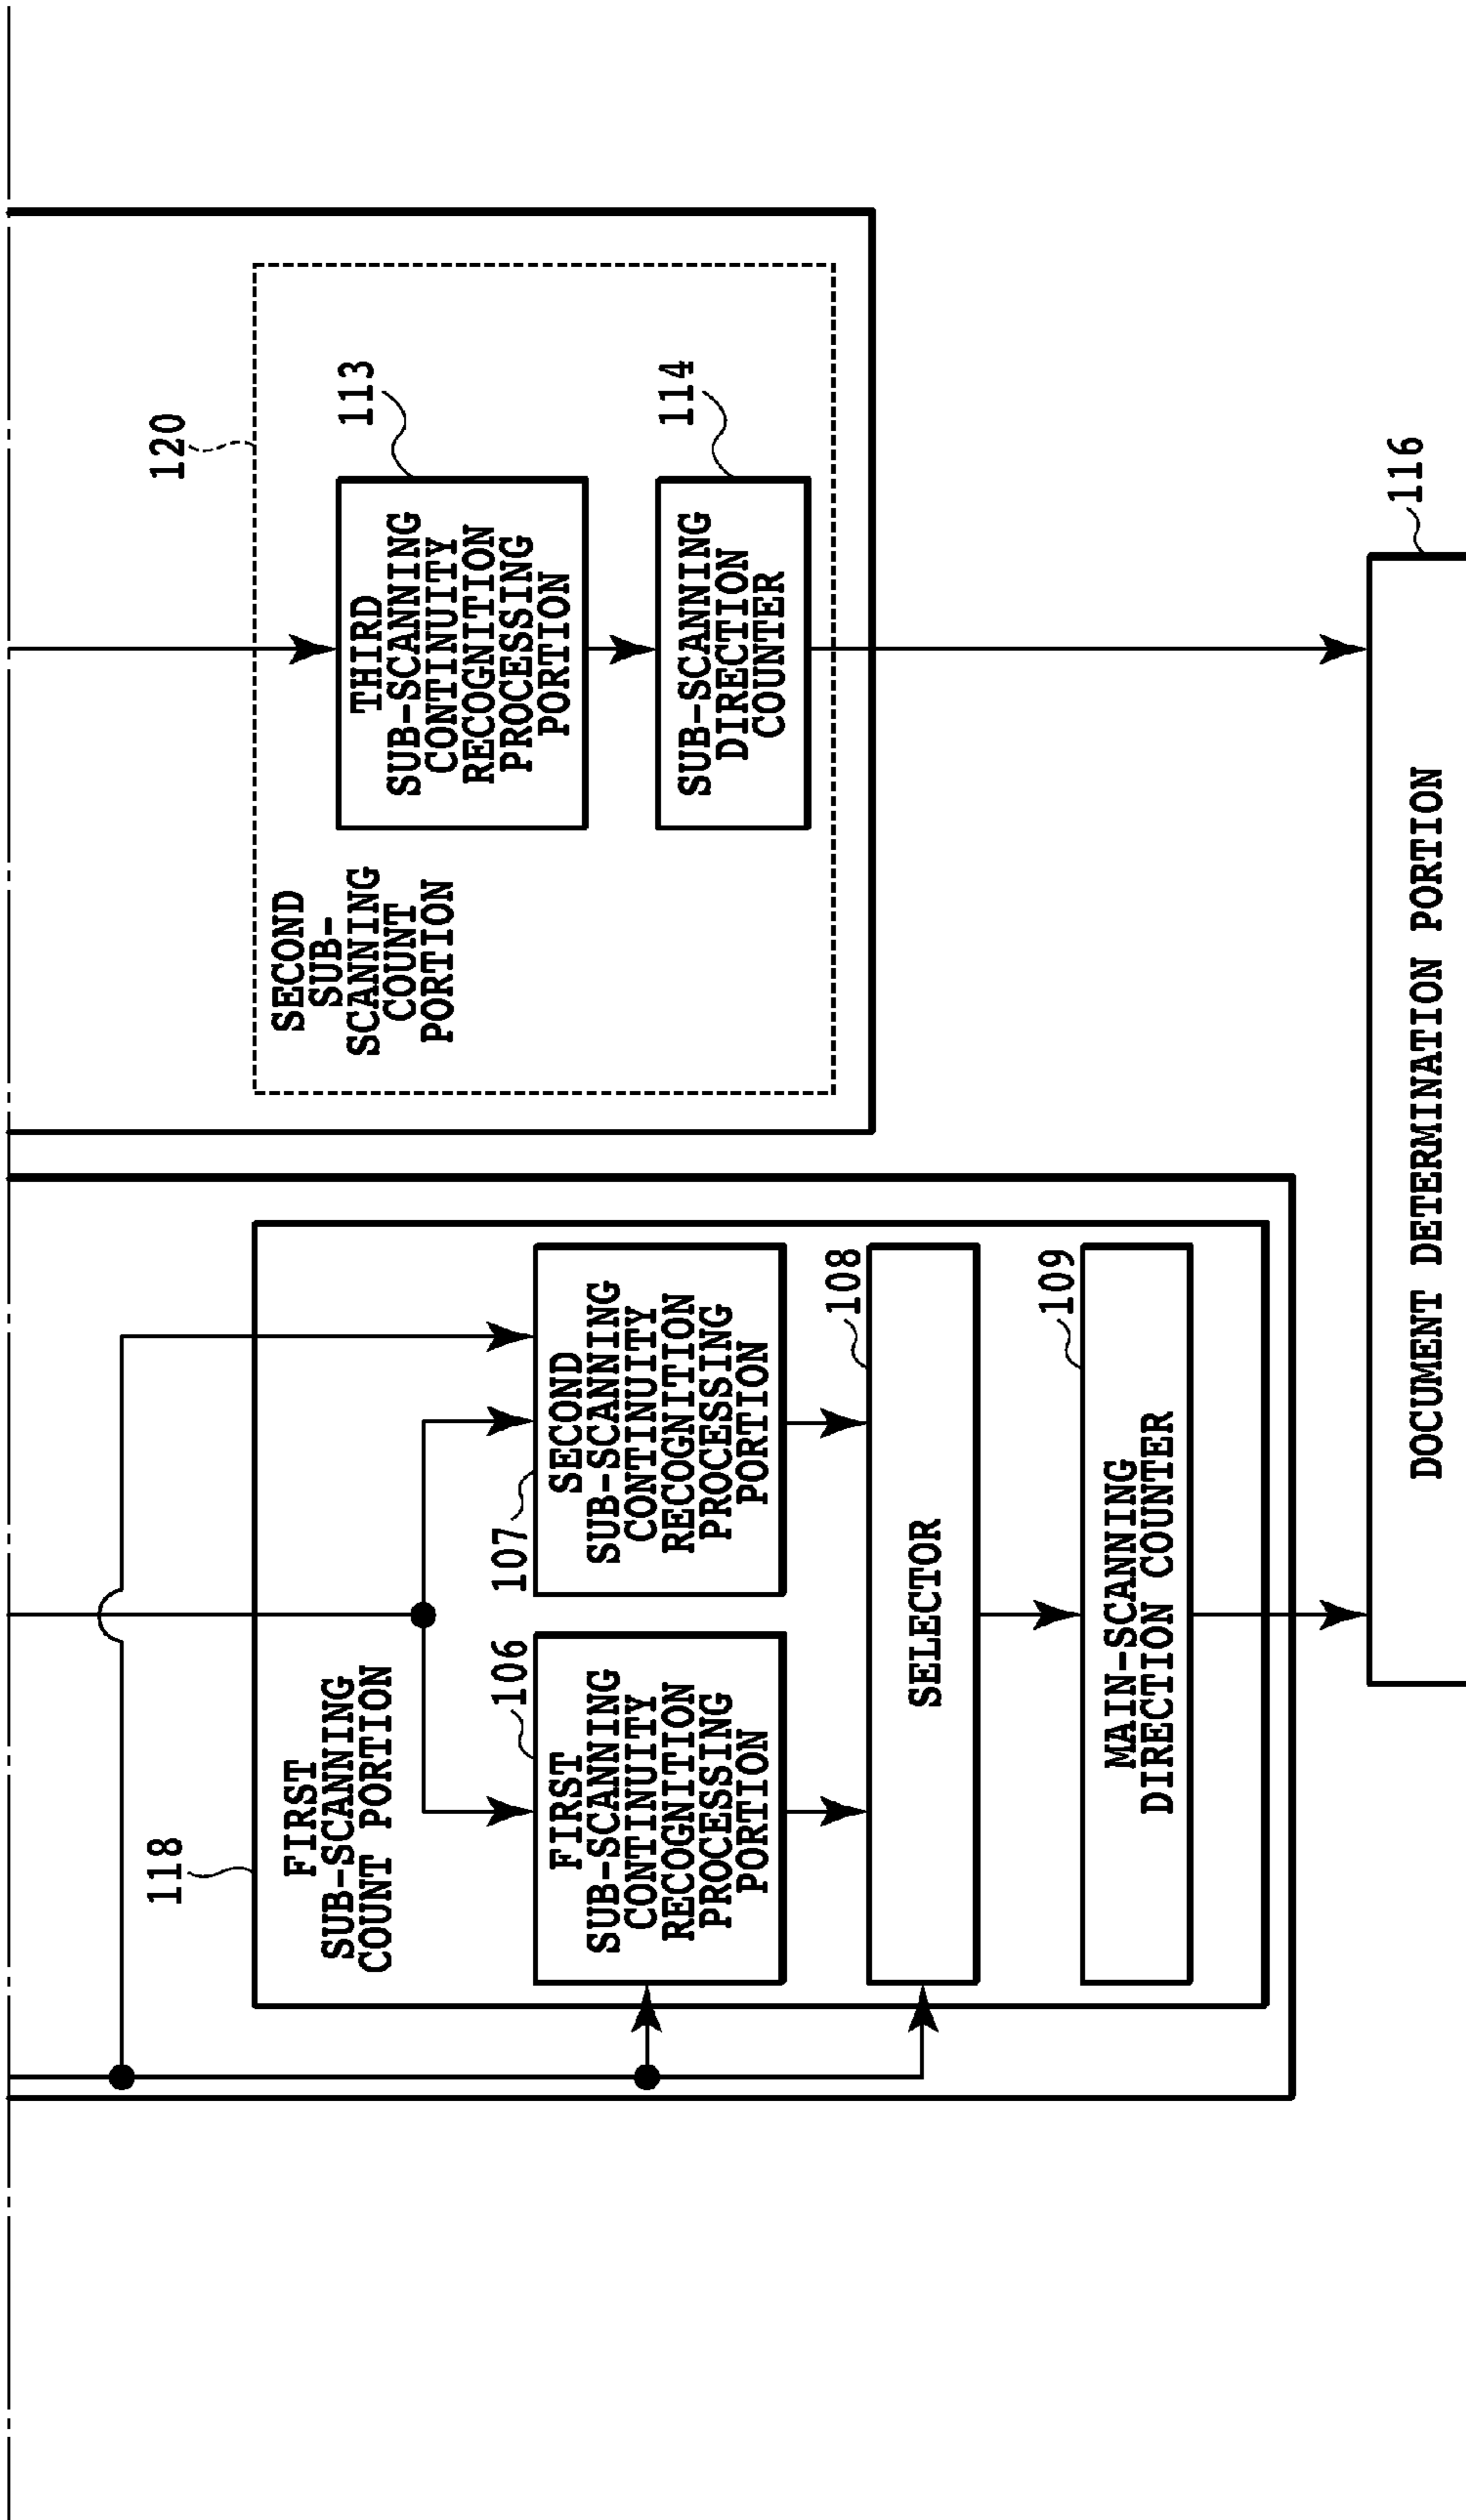 118
FIRST
SUB-SCANNING
COUNT PORTION
106
FIRST
SUB-SCANNING
CONTINUITY
RECOGNITION
PROCESSING
PORTION
107
SECOND
SUB-SCANNING
CONTINUITY
RECOGNITION
PROCESSING
PORTION
108
SELECTOR
109
MAIN-SCANNING
DIRECTION COUNTER
120
SECOND
SUB-
SCANNING
COUNT
PORTION
113
THIRD
SUB-SCANNING
CONTINUITY
RECOGNITION
PROCESSING
PORTION
114
SUB-SCANNING
DIRECTION
COUNTER
116
DOCUMENT DETERMINATION PORTION